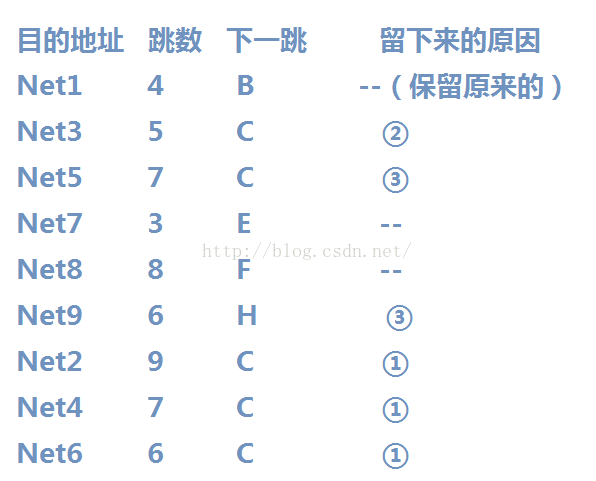 目的地址 跳数 下一跳 留下来的原因
Net1 4 B --（保留原来的）
Net3 5 C ②
Net5 7 C ③
Net7 3 E --
http://blog.csdn.net/
Net8 8 F --
Net9 6 H ③
Net2 9 C ①
Net4 7 C ①
Net6 6 C ①